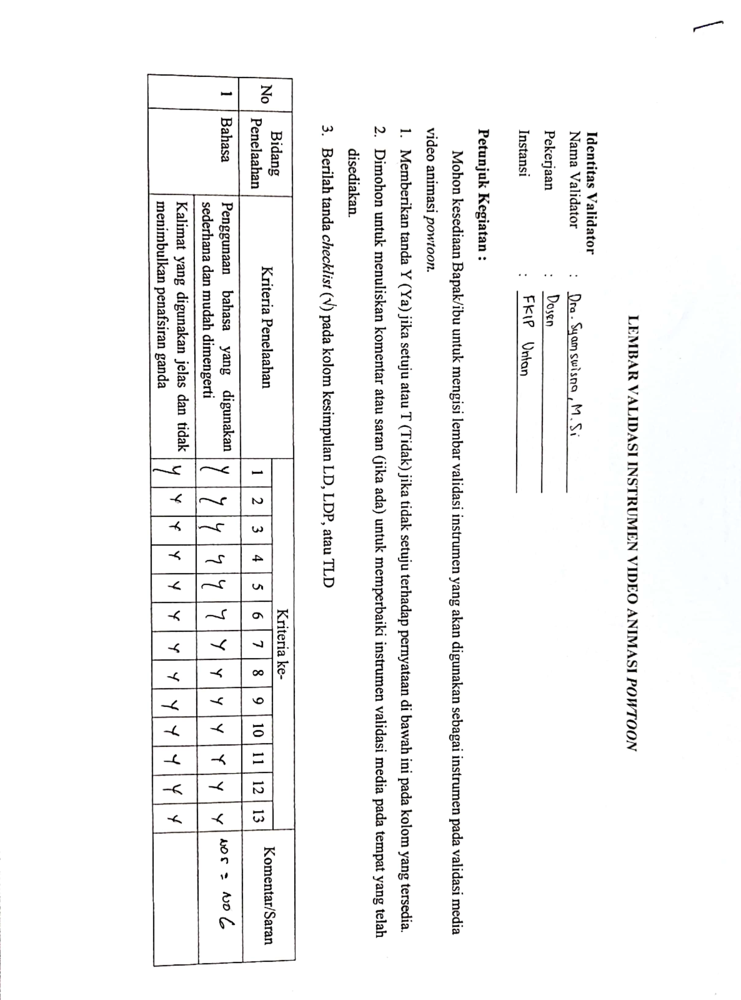 LEMBAR VALIDASI INSTRUMEN VIDEO ANIMASI POWTOON
Identitas Validator
Nama Validator : Dra. Syamswisna, M.Si
Pekerjaan : Dosen
Instansi : FKIP Untan
Petunjuk Kegiatan :
Mohon kesediaan Bapak/ibu untuk mengisi lembar validasi instrumen yang akan digunakan sebagai instrumen pada validasi media
video animasi powtoon.
1. Memberikan tanda Y (Ya) jika setuju atau T (Tidak) jika tidak setuju terhadap pernyataan di bawah ini pada kolom yang tersedia.
2. Dimohon untuk menuliskan komentar atau saran (jika ada) untuk memperbaiki instrumen validasi media pada tempat yang telah
disediakan.
3. Berilah tanda checklist (√) pada kolom kesimpulan LD, LDP, atau TLD
No Bidang Penelaahan Kriteria Penelaahan Kriteria ke- Komentar/Saran
1 2 3 4 5 6 7 8 9 10 11 12 13
1 Bahasa Penggunaan bahasa yang digunakan
sederhana dan mudah dimengerti Y Y Y Y Y Y Y Y Y Y Y Y Y No 5 = No 6
Kalimat yang digunakan jelas dan tidak
menimbulkan penafsiran ganda Y Y Y Y Y Y Y Y Y Y Y Y Y